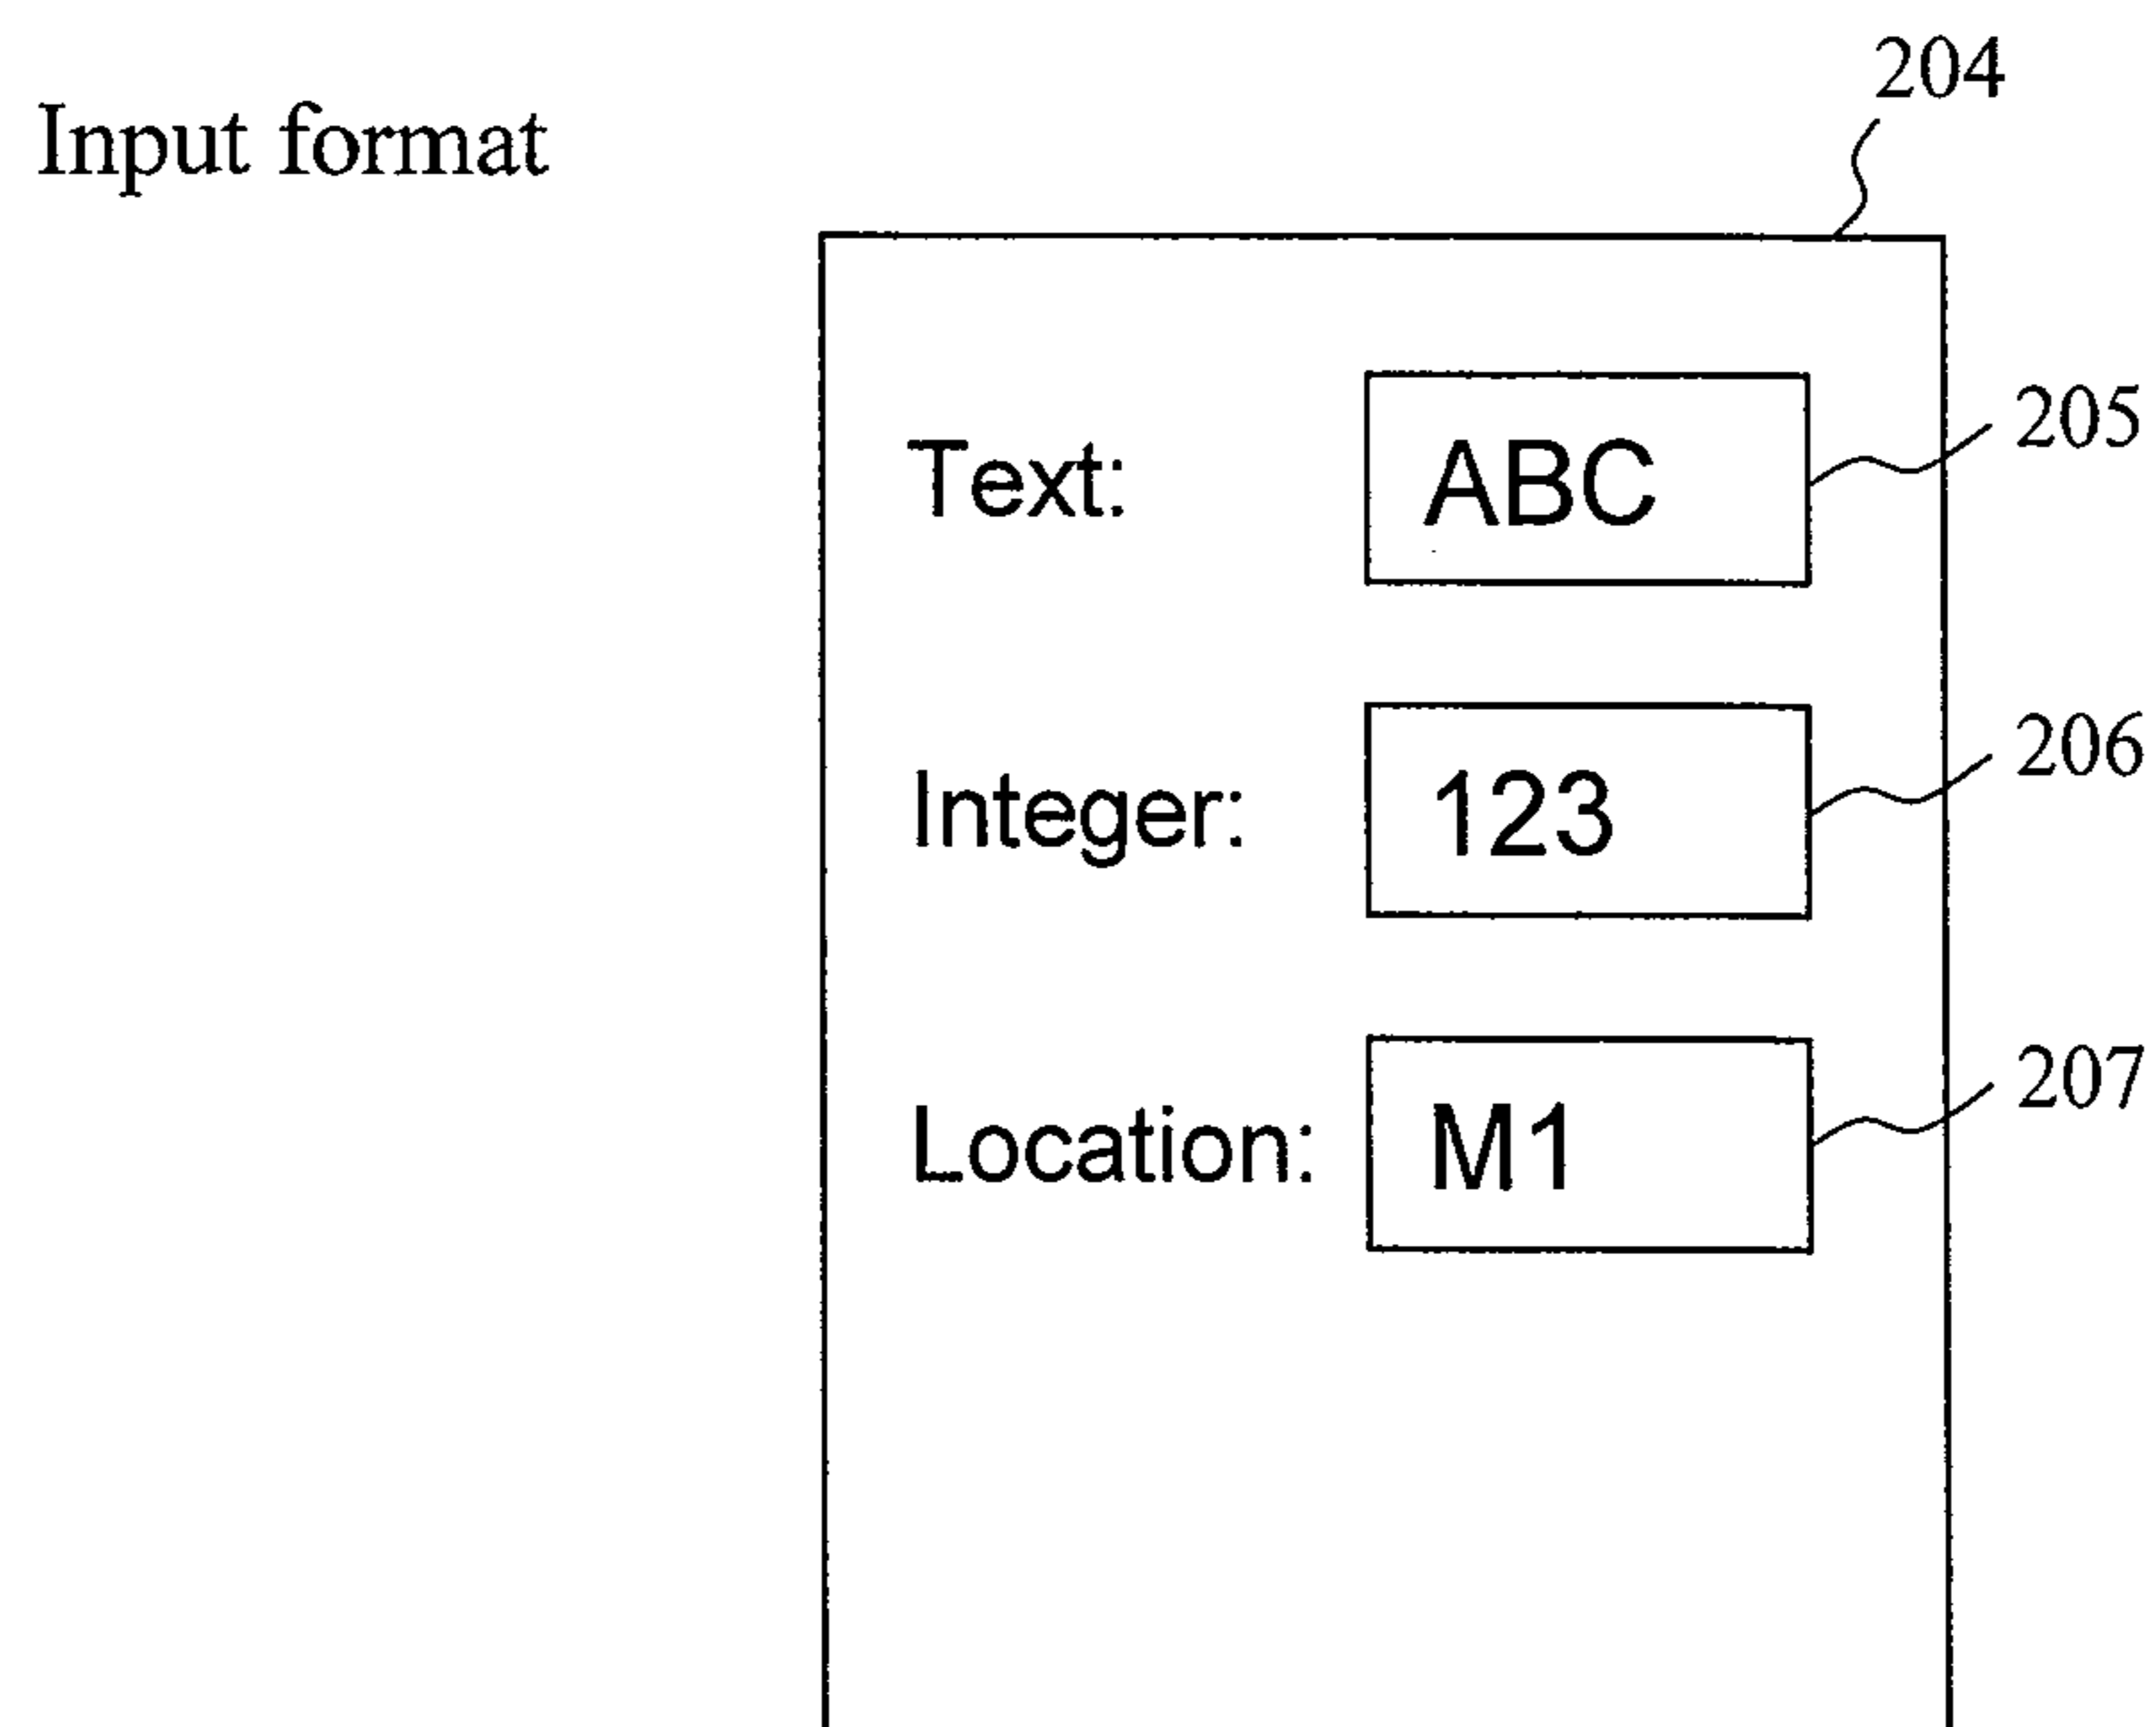 204
Input format
Text: ABC 205
Integer: 123 206
Location: M1 207